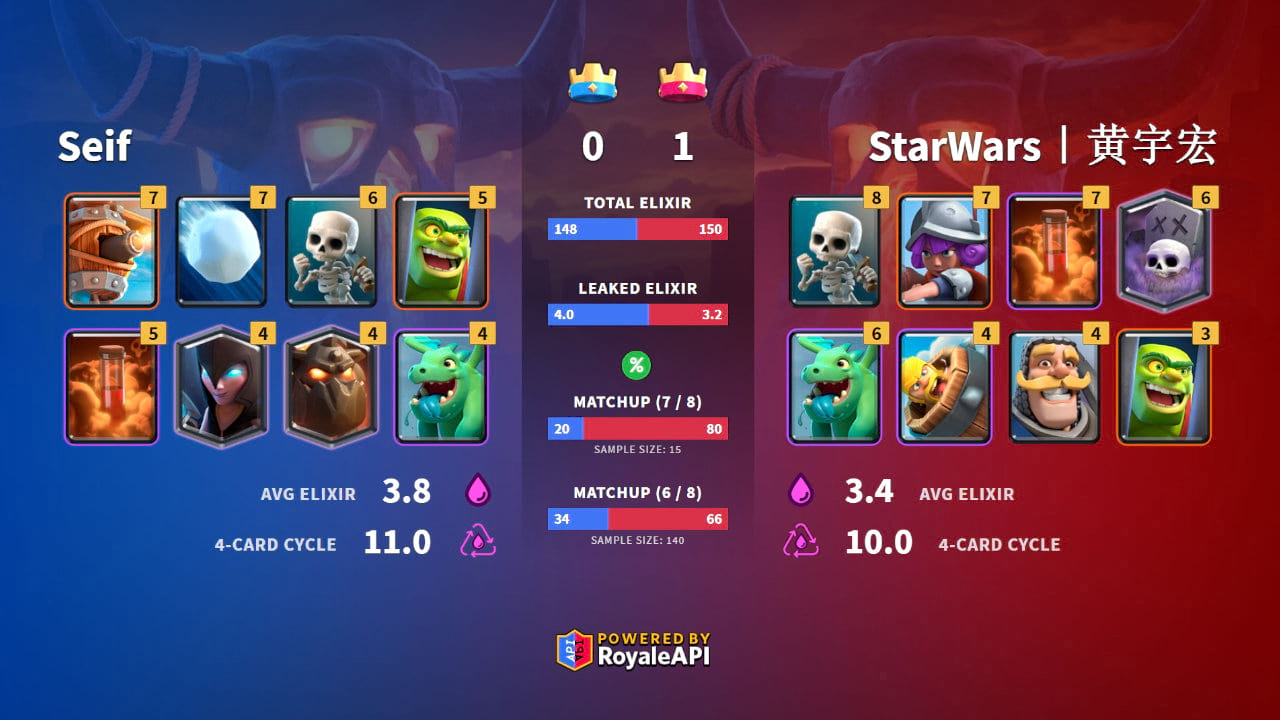 0 1
Seif
StarWars | 黄宇宏
TOTAL ELIXIR
148 150
LEAKED ELIXIR
4.0 3.2
%
MATCHUP (7 / 8)
20 80
SAMPLE SIZE: 15
MATCHUP (6 / 8)
34 66
SAMPLE SIZE: 140
7 7 6 5
5 4 4 4
AVG ELIXIR 3.8
4-CARD CYCLE 11.0
8 7 7 6
6 4 4 3
3.4 AVG ELIXIR
10.0 4-CARD CYCLE
API API
POWERED BY
RoyaleAPI